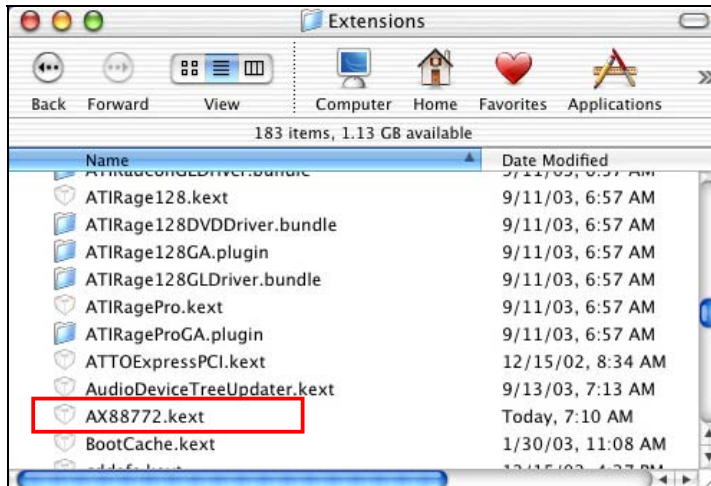 Extensions
Back Forward View Computer Home Favorites Applications
183 items, 1.13 GB available
Name Date Modified
ATIRage128.kext 9/11/03, 6:57 AM
ATIRage128DVDDriver.bundle 9/11/03, 6:57 AM
ATIRage128GA.plugin 9/11/03, 6:57 AM
ATIRage128GLDriver.bundle 9/11/03, 6:57 AM
ATIRagePro.kext 9/11/03, 6:57 AM
ATIRageProGA.plugin 9/11/03, 6:57 AM
ATTOExpressPCI.kext 12/15/02, 8:34 AM
AudioDeviceTreeUpdater.kext 9/13/03, 7:13 AM
AX88772.kext Today, 7:10 AM
BootCache.kext 1/30/03, 11:08 AM